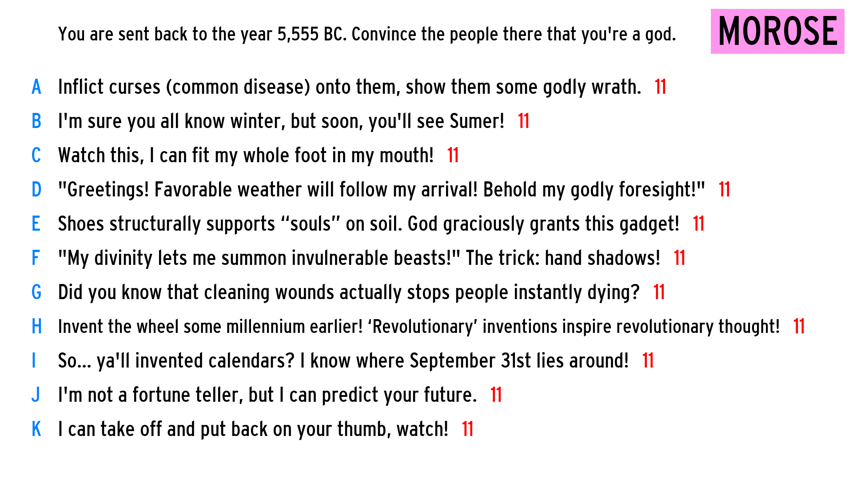 You are sent back to the year 5,555 BC. Convince the people there that you're a god.
MOROSE
A Inflict curses (common disease) onto them, show them some godly wrath. 11
B I'm sure you all know winter, but soon, you'll see Sumer! 11
C Watch this, I can fit my whole foot in my mouth! 11
D "Greetings! Favorable weather will follow my arrival! Behold my godly foresight!" 11
E Shoes structurally supports “souls” on soil. God graciously grants this gadget! 11
F "My divinity lets me summon invulnerable beasts!" The trick: hand shadows! 11
G Did you know that cleaning wounds actually stops people instantly dying? 11
H Invent the wheel some millennium earlier! ‘Revolutionary’ inventions inspire revolutionary thought! 11
I So... ya'll invented calendars? I know where September 31st lies around! 11
J I'm not a fortune teller, but I can predict your future. 11
K I can take off and put back on your thumb, watch! 11